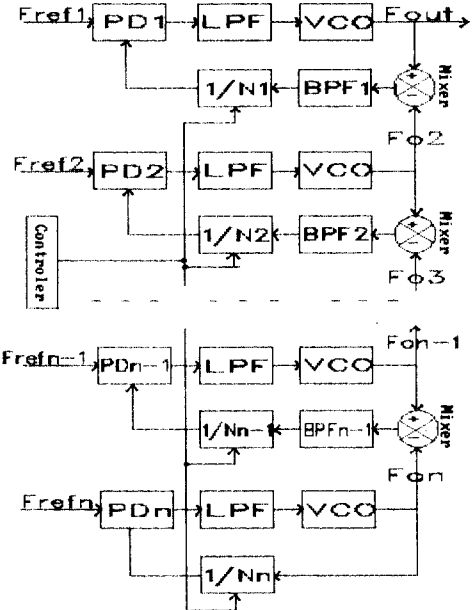 Fref1 PD1 LPF VCO Fout
+ − Mixer
1/N1 BPF1
Fo2
Fref2 PD2 LPF VCO
+ − Mixer
1/N2 BPF2
Controler
Fo3
Fon-1
Frefn-1 PDn-1 LPF VCO
+ − Mixer
1/Nn-1 BPFn-1
Fon
Frefn PDn LPF VCO
1/Nn